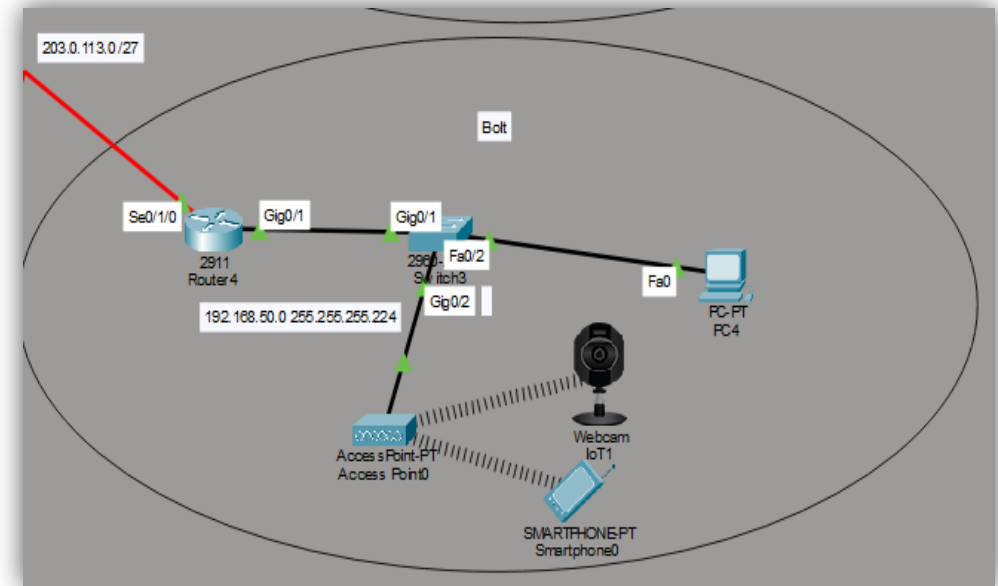 203.0.113.0 /27
Bolt
Se0/1/0
Gig0/1
Gig0/1
2911
Router4
Fa0/2
Switch3
Fa0
Gig0/2
192.168.50.0 255.255.255.224
PC-PT
PC4
Webcam
IoT1
AccessPoint-PT
Access Point0
SMARTPHONE-PT
Smartphone0